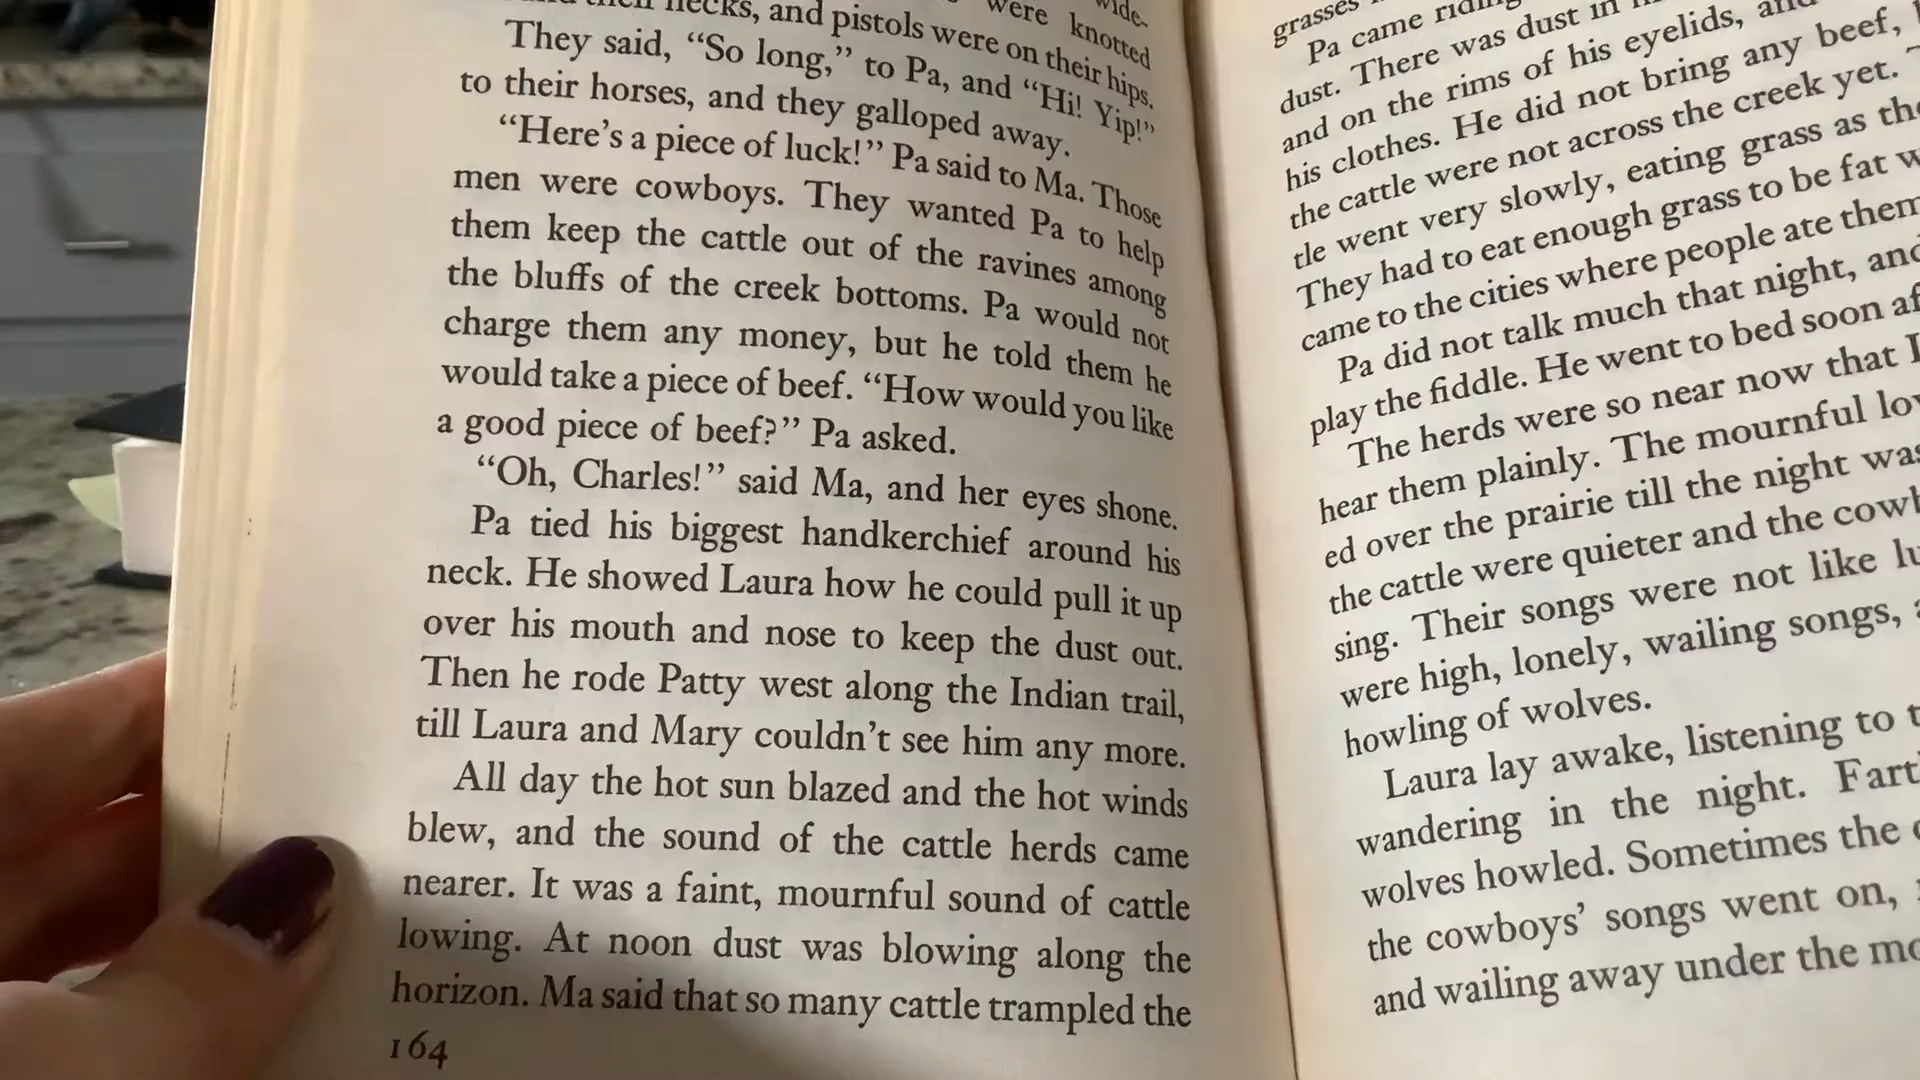 wide-
were knotted
their necks, and pistols were on their hips.
They said, “So long,” to Pa, and “Hi! Yip!”
to their horses, and they galloped away.
“Here’s a piece of luck!” Pa said to Ma. Those
men were cowboys. They wanted Pa to help
them keep the cattle out of the ravines among
the bluffs of the creek bottoms. Pa would not
charge them any money, but he told them he
would take a piece of beef. “How would you like
a good piece of beef?” Pa asked.
“Oh, Charles!” said Ma, and her eyes shone.
Pa tied his biggest handkerchief around his
neck. He showed Laura how he could pull it up
over his mouth and nose to keep the dust out.
Then he rode Patty west along the Indian trail,
till Laura and Mary couldn’t see him any more.
All day the hot sun blazed and the hot winds
blew, and the sound of the cattle herds came
nearer. It was a faint, mournful sound of cattle
lowing. At noon dust was blowing along the
horizon. Ma said that so many cattle trampled the
164
grasses
Pa came riding
dust. There was dust in
and on the rims of his eyelids, and
his clothes. He did not bring any beef,
the cattle were not across the creek yet.
tle went very slowly, eating grass as
They had to eat enough grass to be fat
came to the cities where people ate them
Pa did not talk much that night, and
play the fiddle. He went to bed soon
The herds were so near now that
hear them plainly. The mournful
ed over the prairie till the night was
the cattle were quieter and the
sing. Their songs were not like
were high, lonely, wailing songs,
howling of wolves.
Laura lay awake, listening to
wandering in the night.
wolves howled. Sometimes the
the cowboys’ songs went on,
and wailing away under the